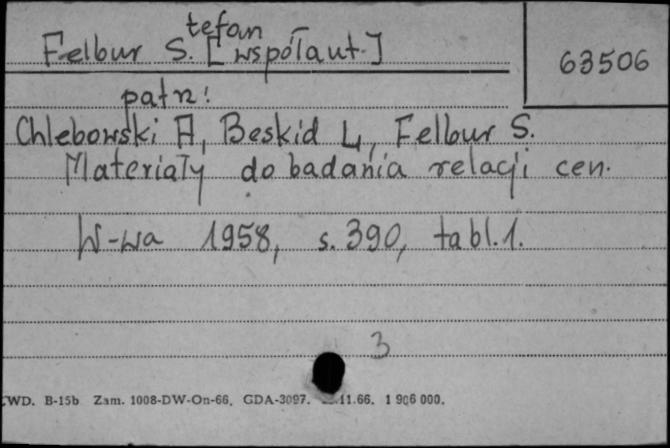 Felbur Stefan [współaut.]
63506
patrz:
Chlebowski A, Beskid L, Felbur S.
Materiały do badania relacji cen.
W-wa 1958, s. 390, tabl. 1.
3
CWD. B-15b Zam. 1008-DW-On-66. GDA-3097. 11.66. 1 906 000.